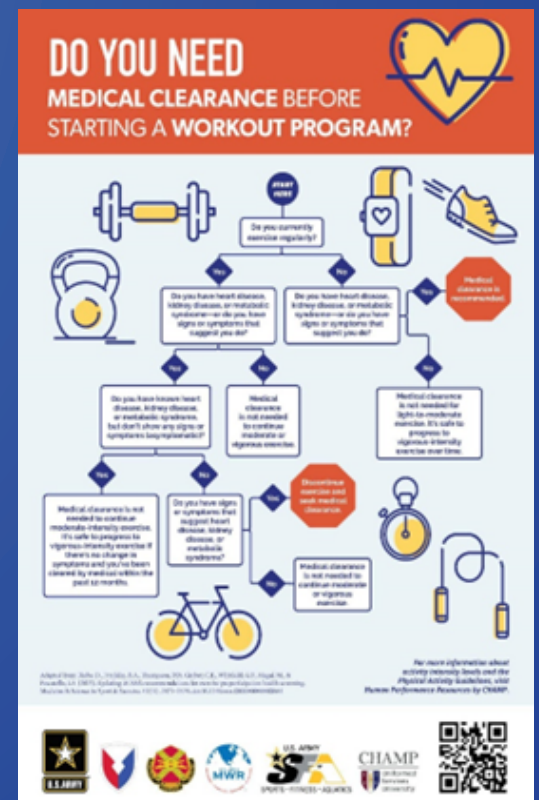 DO YOU NEED
MEDICAL CLEARANCE BEFORE
STARTING A WORKOUT PROGRAM?
START
HERE
Do you currently
exercise regularly?
Yes
No
Do you have heart disease,
kidney disease, or metabolic
syndrome—or do you have
signs or symptoms that
suggest you do?
Do you have heart disease,
kidney disease, or metabolic
syndrome—or do you have
signs or symptoms that
suggest you do?
Yes
Medical
clearance is
recommended.
Yes
No
No
Do you have known heart
disease, kidney disease,
or metabolic syndrome,
but don't show any signs or
symptoms (asymptomatic)?
Medical
clearance
is not needed
to continue
moderate or
vigorous exercise.
Medical clearance
is not needed for
light-to-moderate
exercise. It's safe to
progress to
vigorous-intensity
exercise over time.
Yes
No
Medical clearance is not
needed to continue
moderate-intensity exercise.
It's safe to progress to
vigorous-intensity exercise if
there's no change in
symptoms and you've been
cleared by medical within the
past 12 months.
Do you have signs
or symptoms that
suggest heart
disease, kidney
disease, or
metabolic
syndrome?
Yes
Discontinue
exercise and
seek medical
clearance.
No
Medical clearance
is not needed to
continue moderate
or vigorous
exercise
For more information about
activity intensity levels and the
Physical Activity Guidelines, visit
Human Performance Resources by CHAMP.
U.S. ARMY
MWR
U.S. ARMY
SFA
SPORTS • FITNESS • AQUATICS
CHAMP
Uniformed
Services
University